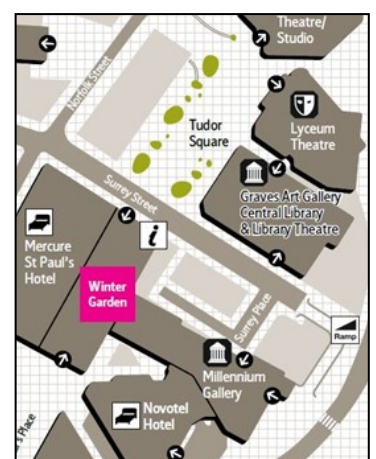 Theatre/
Studio
Norfolk Street
Tudor
Square
Lyceum
Theatre
Surrey Street
Graves Art Gallery
Central Library
& Library Theatre
i
Mercure
St Paul's
Hotel
Winter
Garden
Surrey Place
Ramp
Millennium
Gallery
Novotel
Hotel
's Place